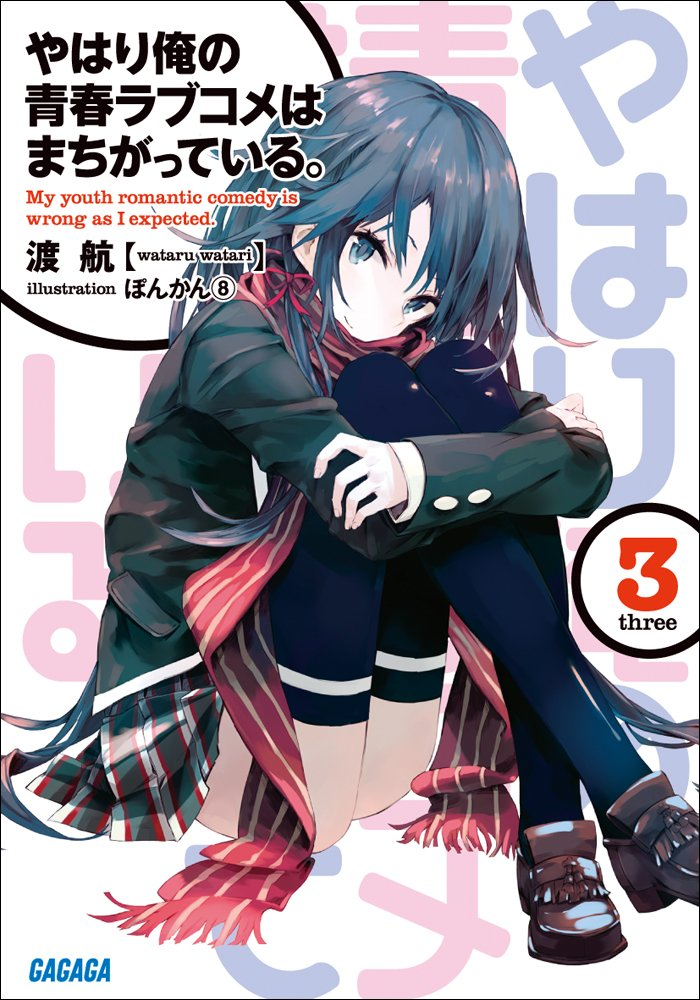 やはり俺の
青春ラブコメは
まちがっている。
My youth romantic comedy is
wrong as I expected.
渡 航【wataru watari】
illustration ぽんかん⑧
3
three
GAGAGA